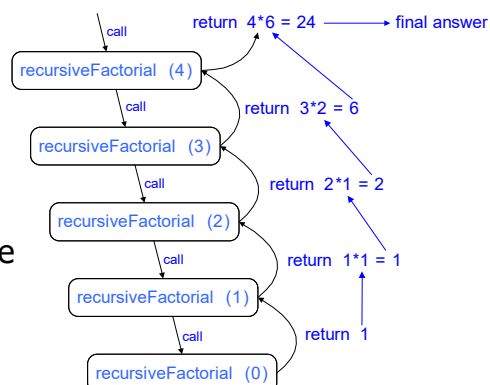 call
return 4*6 = 24
final answer
recursiveFactorial (4)
call
return 3*2 = 6
recursiveFactorial (3)
call
return 2*1 = 2
recursiveFactorial (2)
e
call
return 1*1 = 1
recursiveFactorial (1)
call
return 1
recursiveFactorial (0)